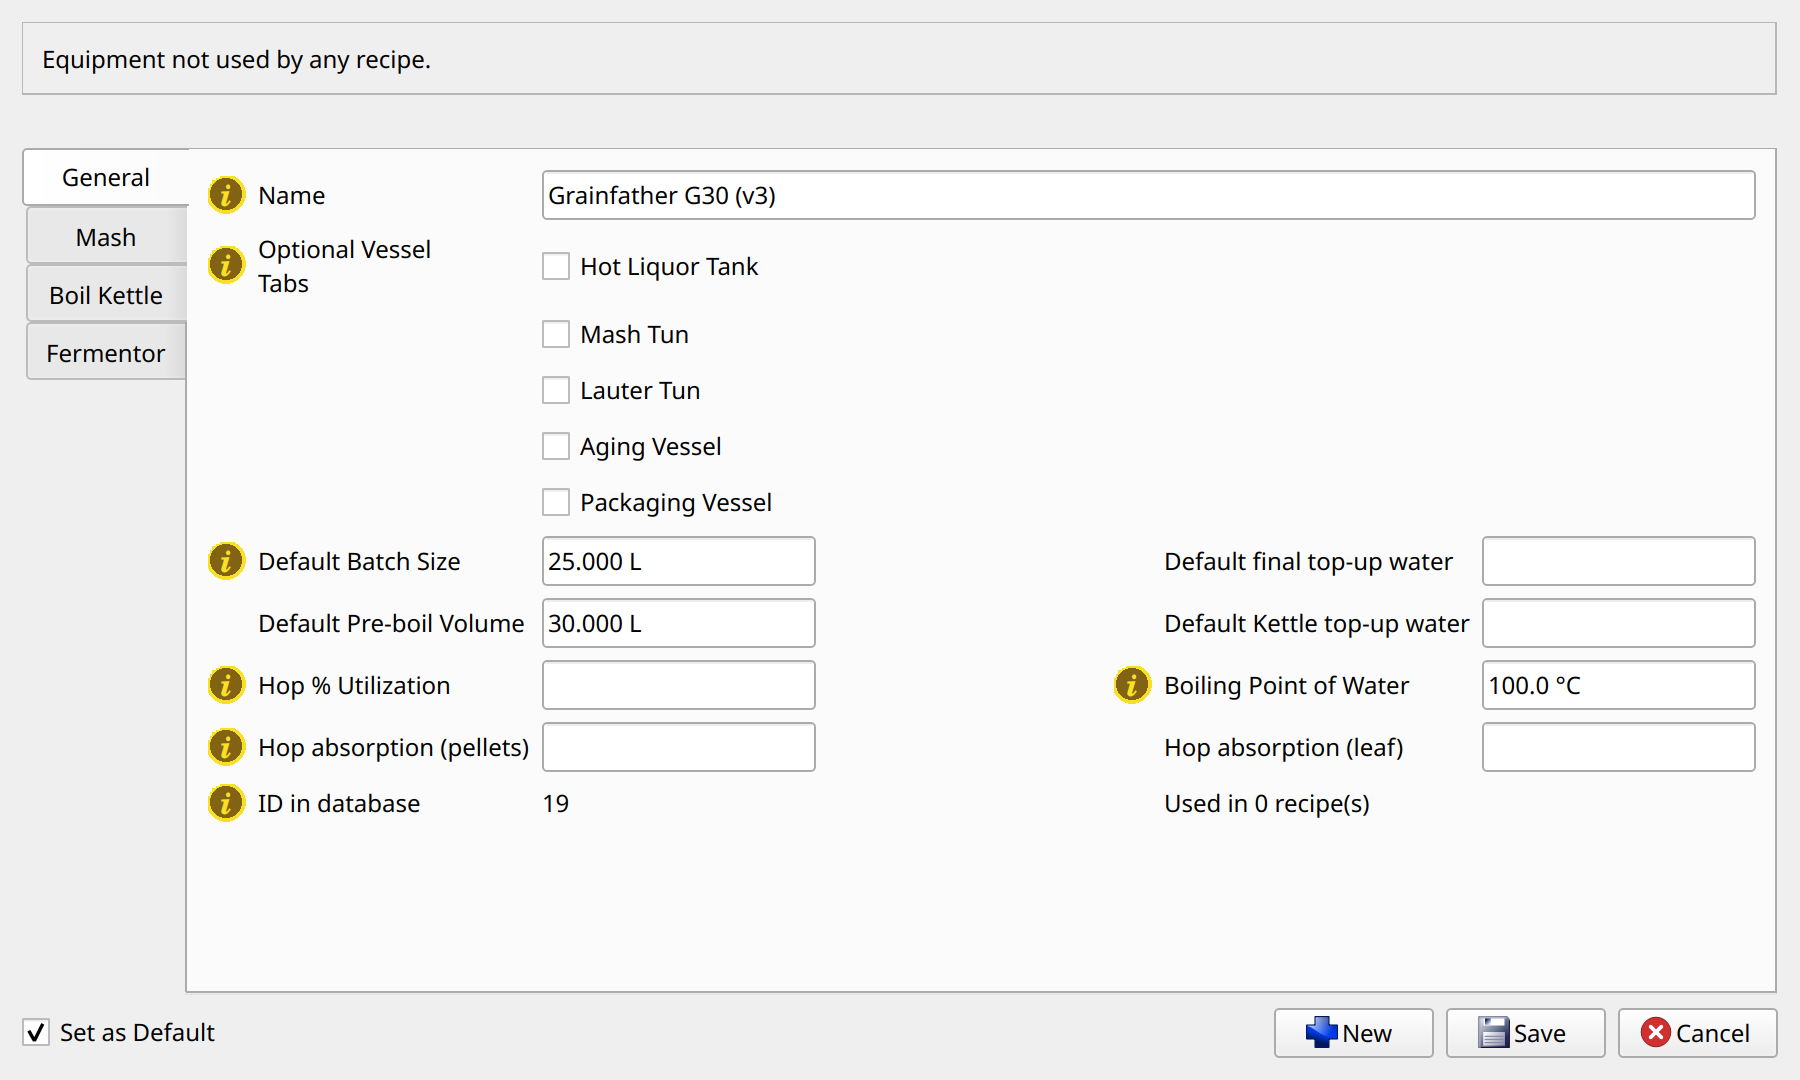 Equipment not used by any recipe.
General
Mash
Boil Kettle
Fermentor
Name
Grainfather G30 (v3)
Optional Vessel
Tabs
Hot Liquor Tank
Mash Tun
Lauter Tun
Aging Vessel
Packaging Vessel
Default Batch Size
25.000 L
Default final top-up water
Default Pre-boil Volume
30.000 L
Default Kettle top-up water
Hop % Utilization
Boiling Point of Water
100.0 °C
Hop absorption (pellets)
Hop absorption (leaf)
ID in database
19
Used in 0 recipe(s)
Set as Default
New
Save
Cancel